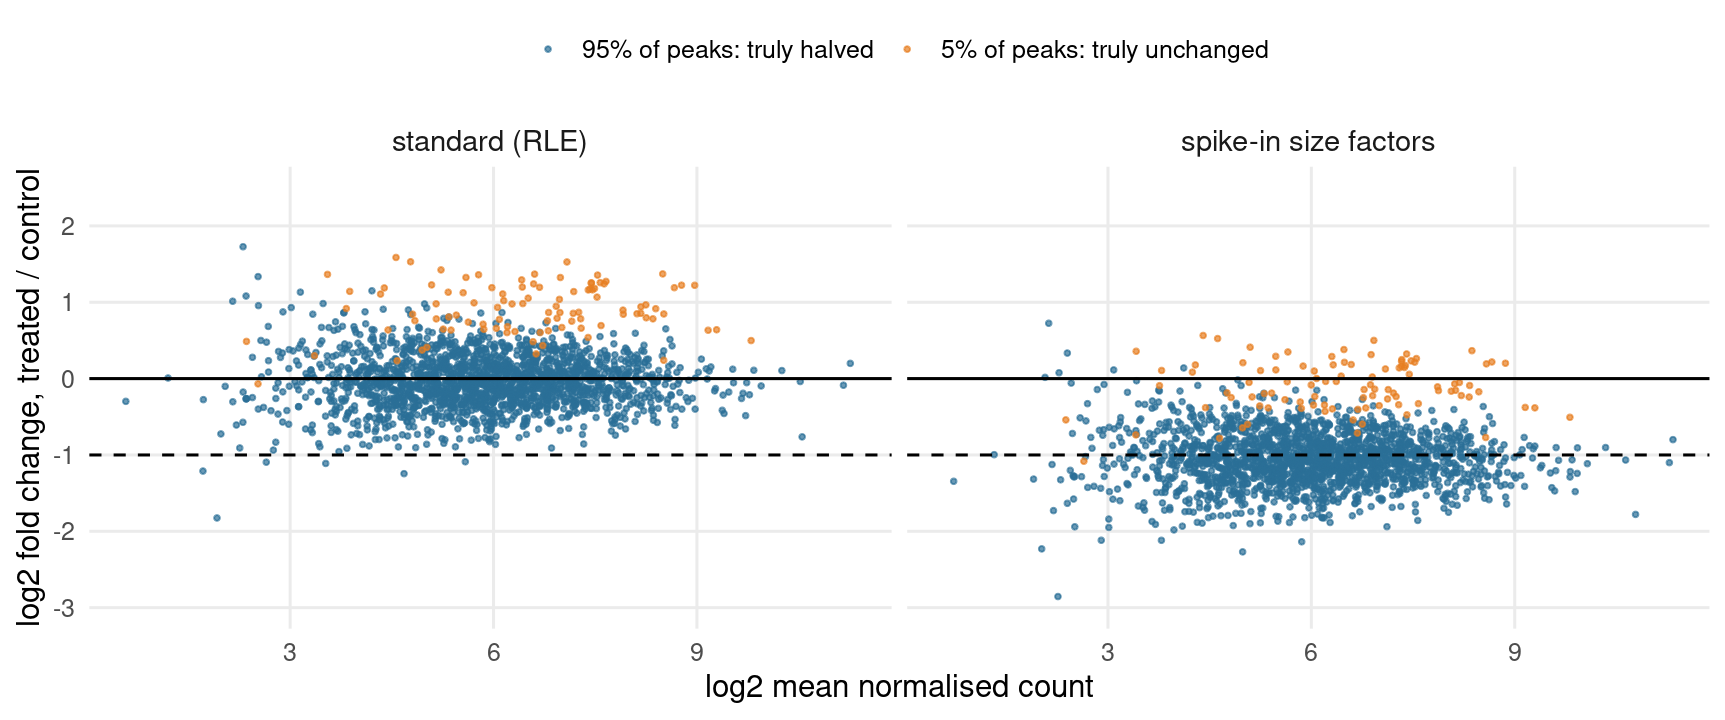 95% of peaks: truly halved 5% of peaks: truly unchanged
standard (RLE) spike-in size factors
log2 fold change, treated / control
2
1
0
-1
-2
-3
3 6 9 3 6 9
log2 mean normalised count